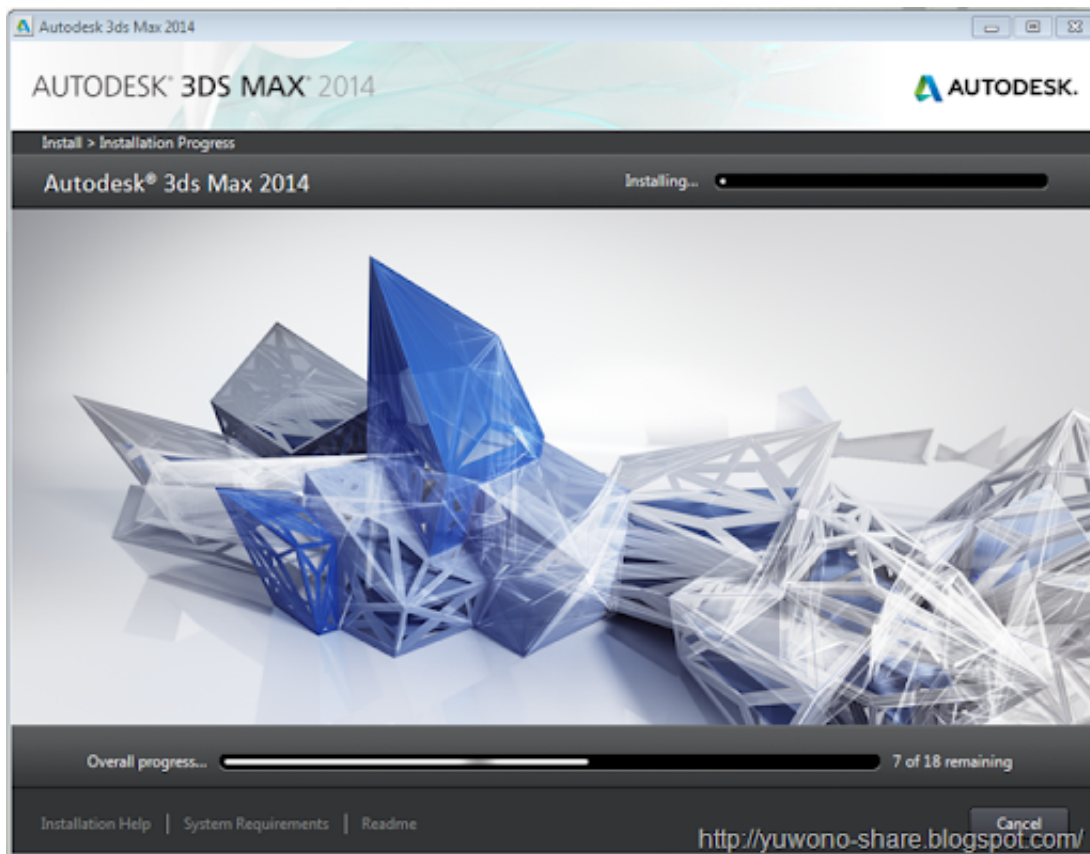 Autodesk 3ds Max 2014
AUTODESK® 3DS MAX® 2014
AUTODESK.
Install > Installation Progress
Autodesk® 3ds Max 2014
Installing...
Overall progress...
7 of 18 remaining
Installation Help | System Requirements | Readme
Cancel
http://yuwono-share.blogspot.com/